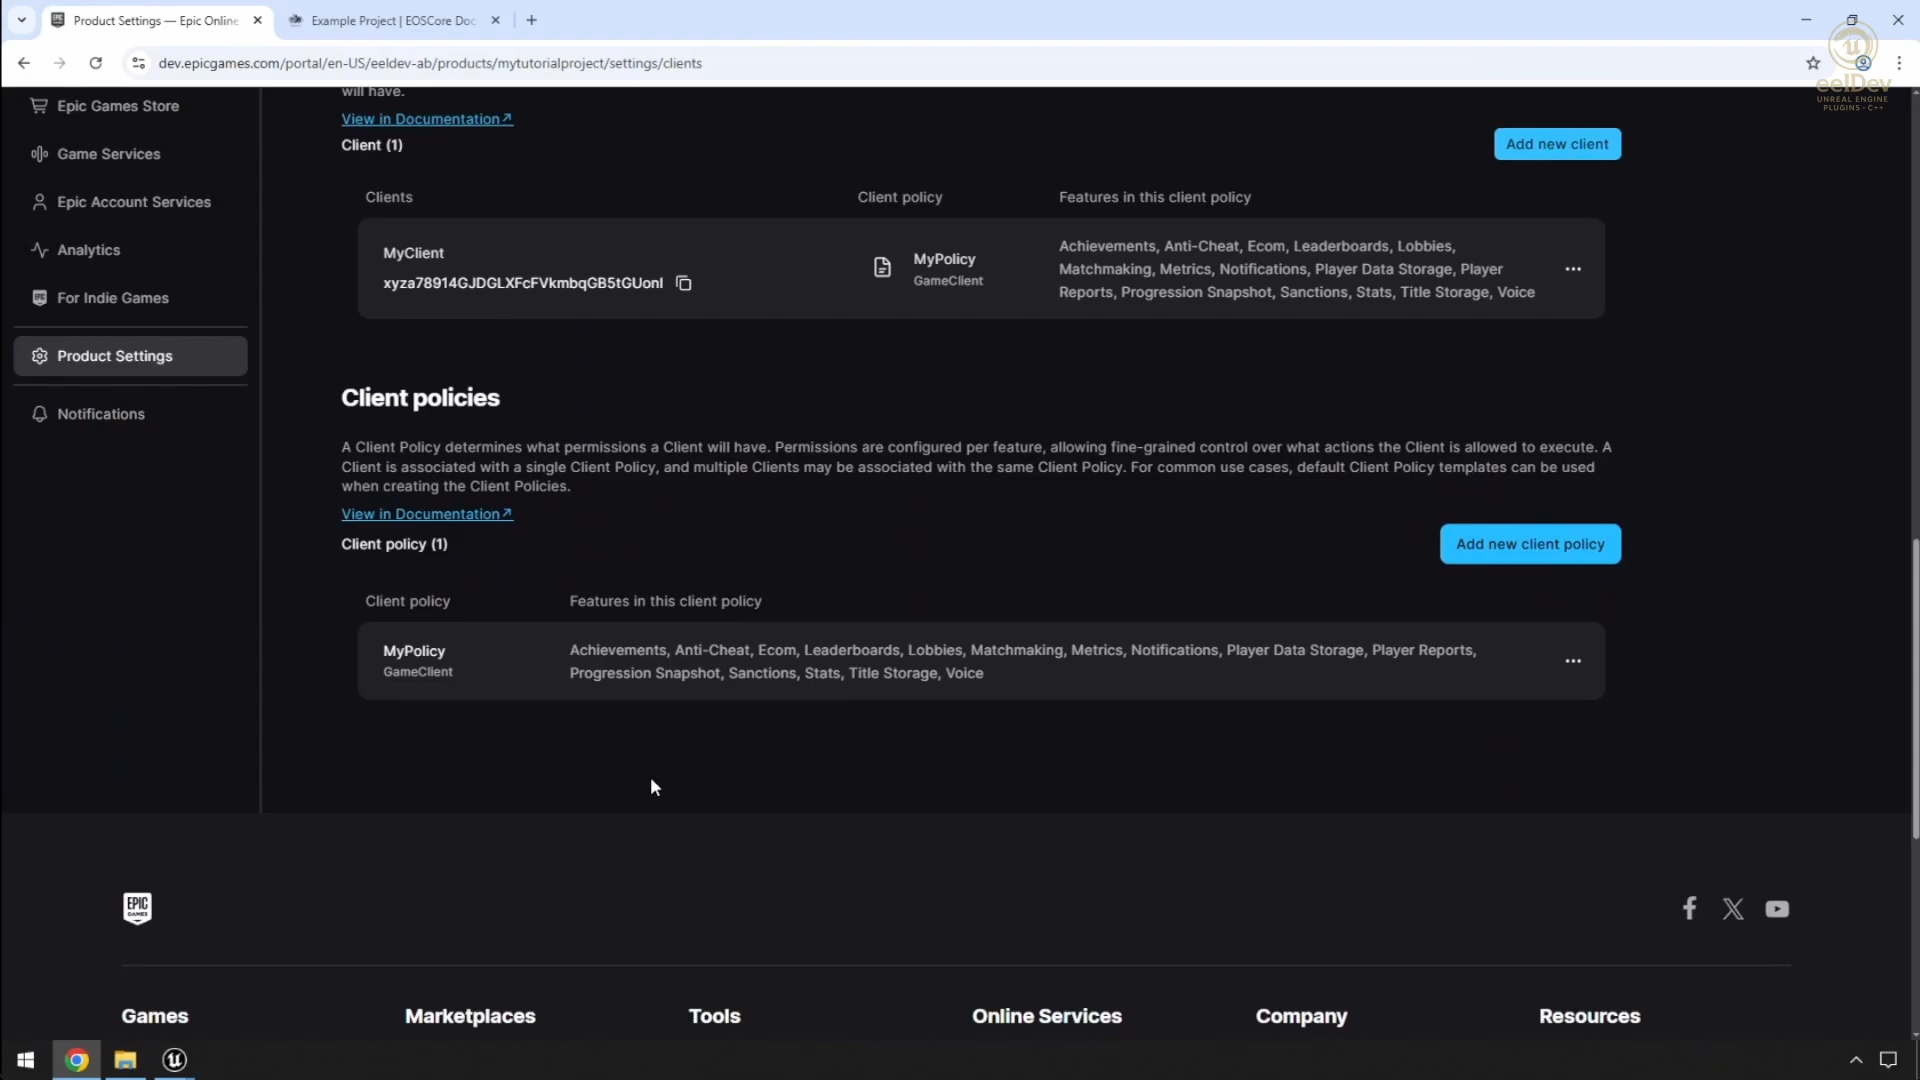 Product Settings — Epic Online
Example Project | EOSCore Doc
dev.epicgames.com/portal/en-US/eeldev-ab/products/mytutorialproject/settings/clients
eelDev
UNREAL ENGINE
PLUGINS • C++
Epic Games Store
Game Services
Epic Account Services
Analytics
For Indie Games
Product Settings
Notifications
will have.
View in Documentation↗
Client (1)
Add new client
Clients
Client policy
Features in this client policy
MyClient
xyza78914GJDGLXFcFVkmbqGB5tGUonI
MyPolicy
GameClient
Achievements, Anti-Cheat, Ecom, Leaderboards, Lobbies,
Matchmaking, Metrics, Notifications, Player Data Storage, Player
Reports, Progression Snapshot, Sanctions, Stats, Title Storage, Voice
Client policies
A Client Policy determines what permissions a Client will have. Permissions are configured per feature, allowing fine-grained control over what actions the Client is allowed to execute. A
Client is associated with a single Client Policy, and multiple Clients may be associated with the same Client Policy. For common use cases, default Client Policy templates can be used
when creating the Client Policies.
View in Documentation↗
Client policy (1)
Add new client policy
Client policy
Features in this client policy
MyPolicy
GameClient
Achievements, Anti-Cheat, Ecom, Leaderboards, Lobbies, Matchmaking, Metrics, Notifications, Player Data Storage, Player Reports,
Progression Snapshot, Sanctions, Stats, Title Storage, Voice
EPIC
GAMES
Games
Marketplaces
Tools
Online Services
Company
Resources